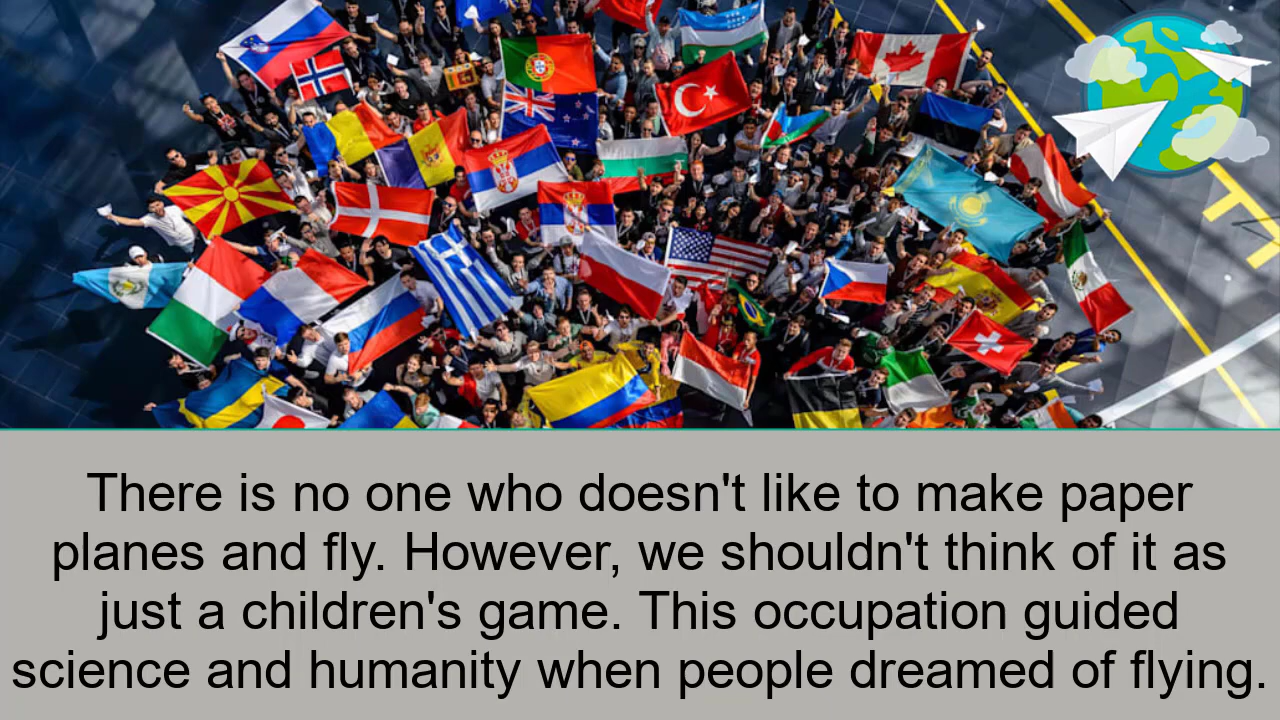 There is no one who doesn't like to make paper
planes and fly. However, we shouldn't think of it as
just a children's game. This occupation guided
science and humanity when people dreamed of flying.